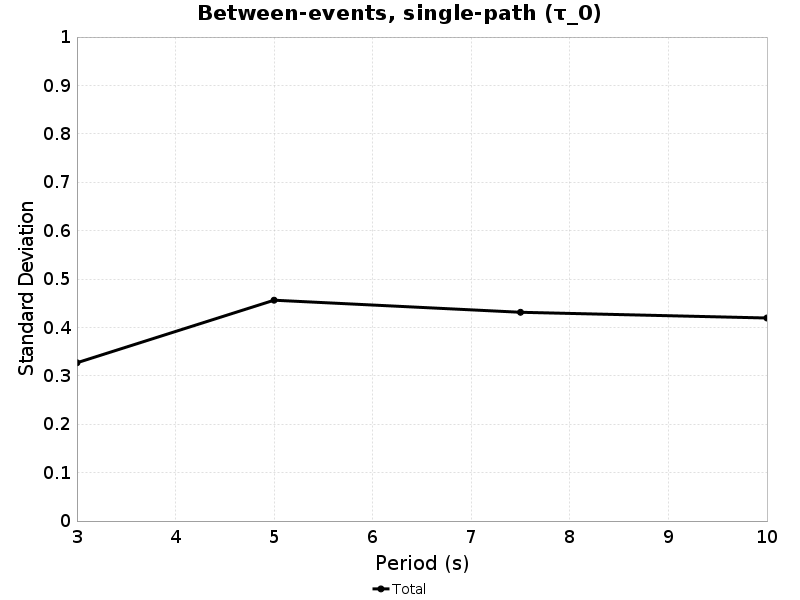 Between-events, single-path (τ_0)
1
0.9
0.8
0.7
0.6
0.5
0.4
0.3
0.2
0.1
0
Standard Deviation
3 4 5 6 7 8 9 10
Period (s)
Total